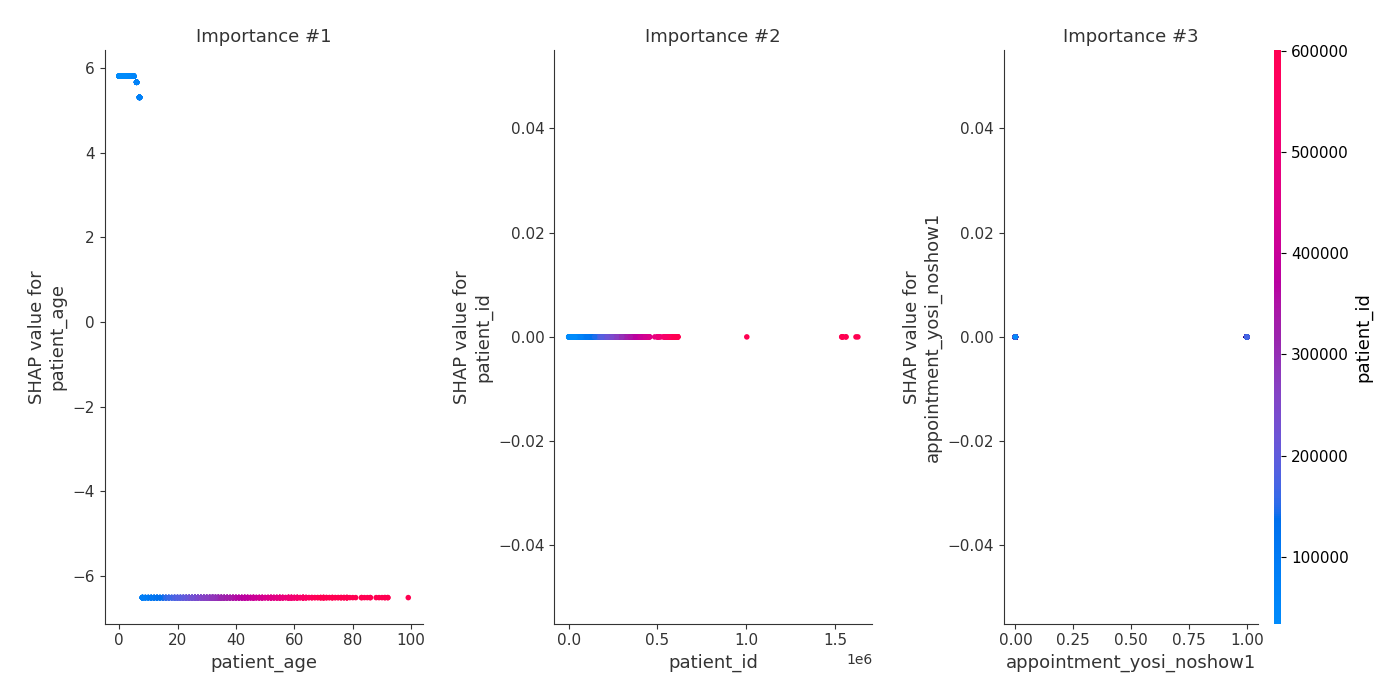 Importance #1
6
4
2
0
−2
−4
−6
SHAP value for
patient_age
0
20
40
60
80
100
patient_age
Importance #2
0.04
0.02
0.00
−0.02
−0.04
SHAP value for
patient_id
0.0
0.5
1.0
1.5
1e6
patient_id
Importance #3
0.04
0.02
0.00
−0.02
−0.04
SHAP value for
appointment_yosi_noshow1
0.00
0.25
0.50
0.75
1.00
appointment_yosi_noshow1
600000
500000
400000
300000
200000
100000
patient_id